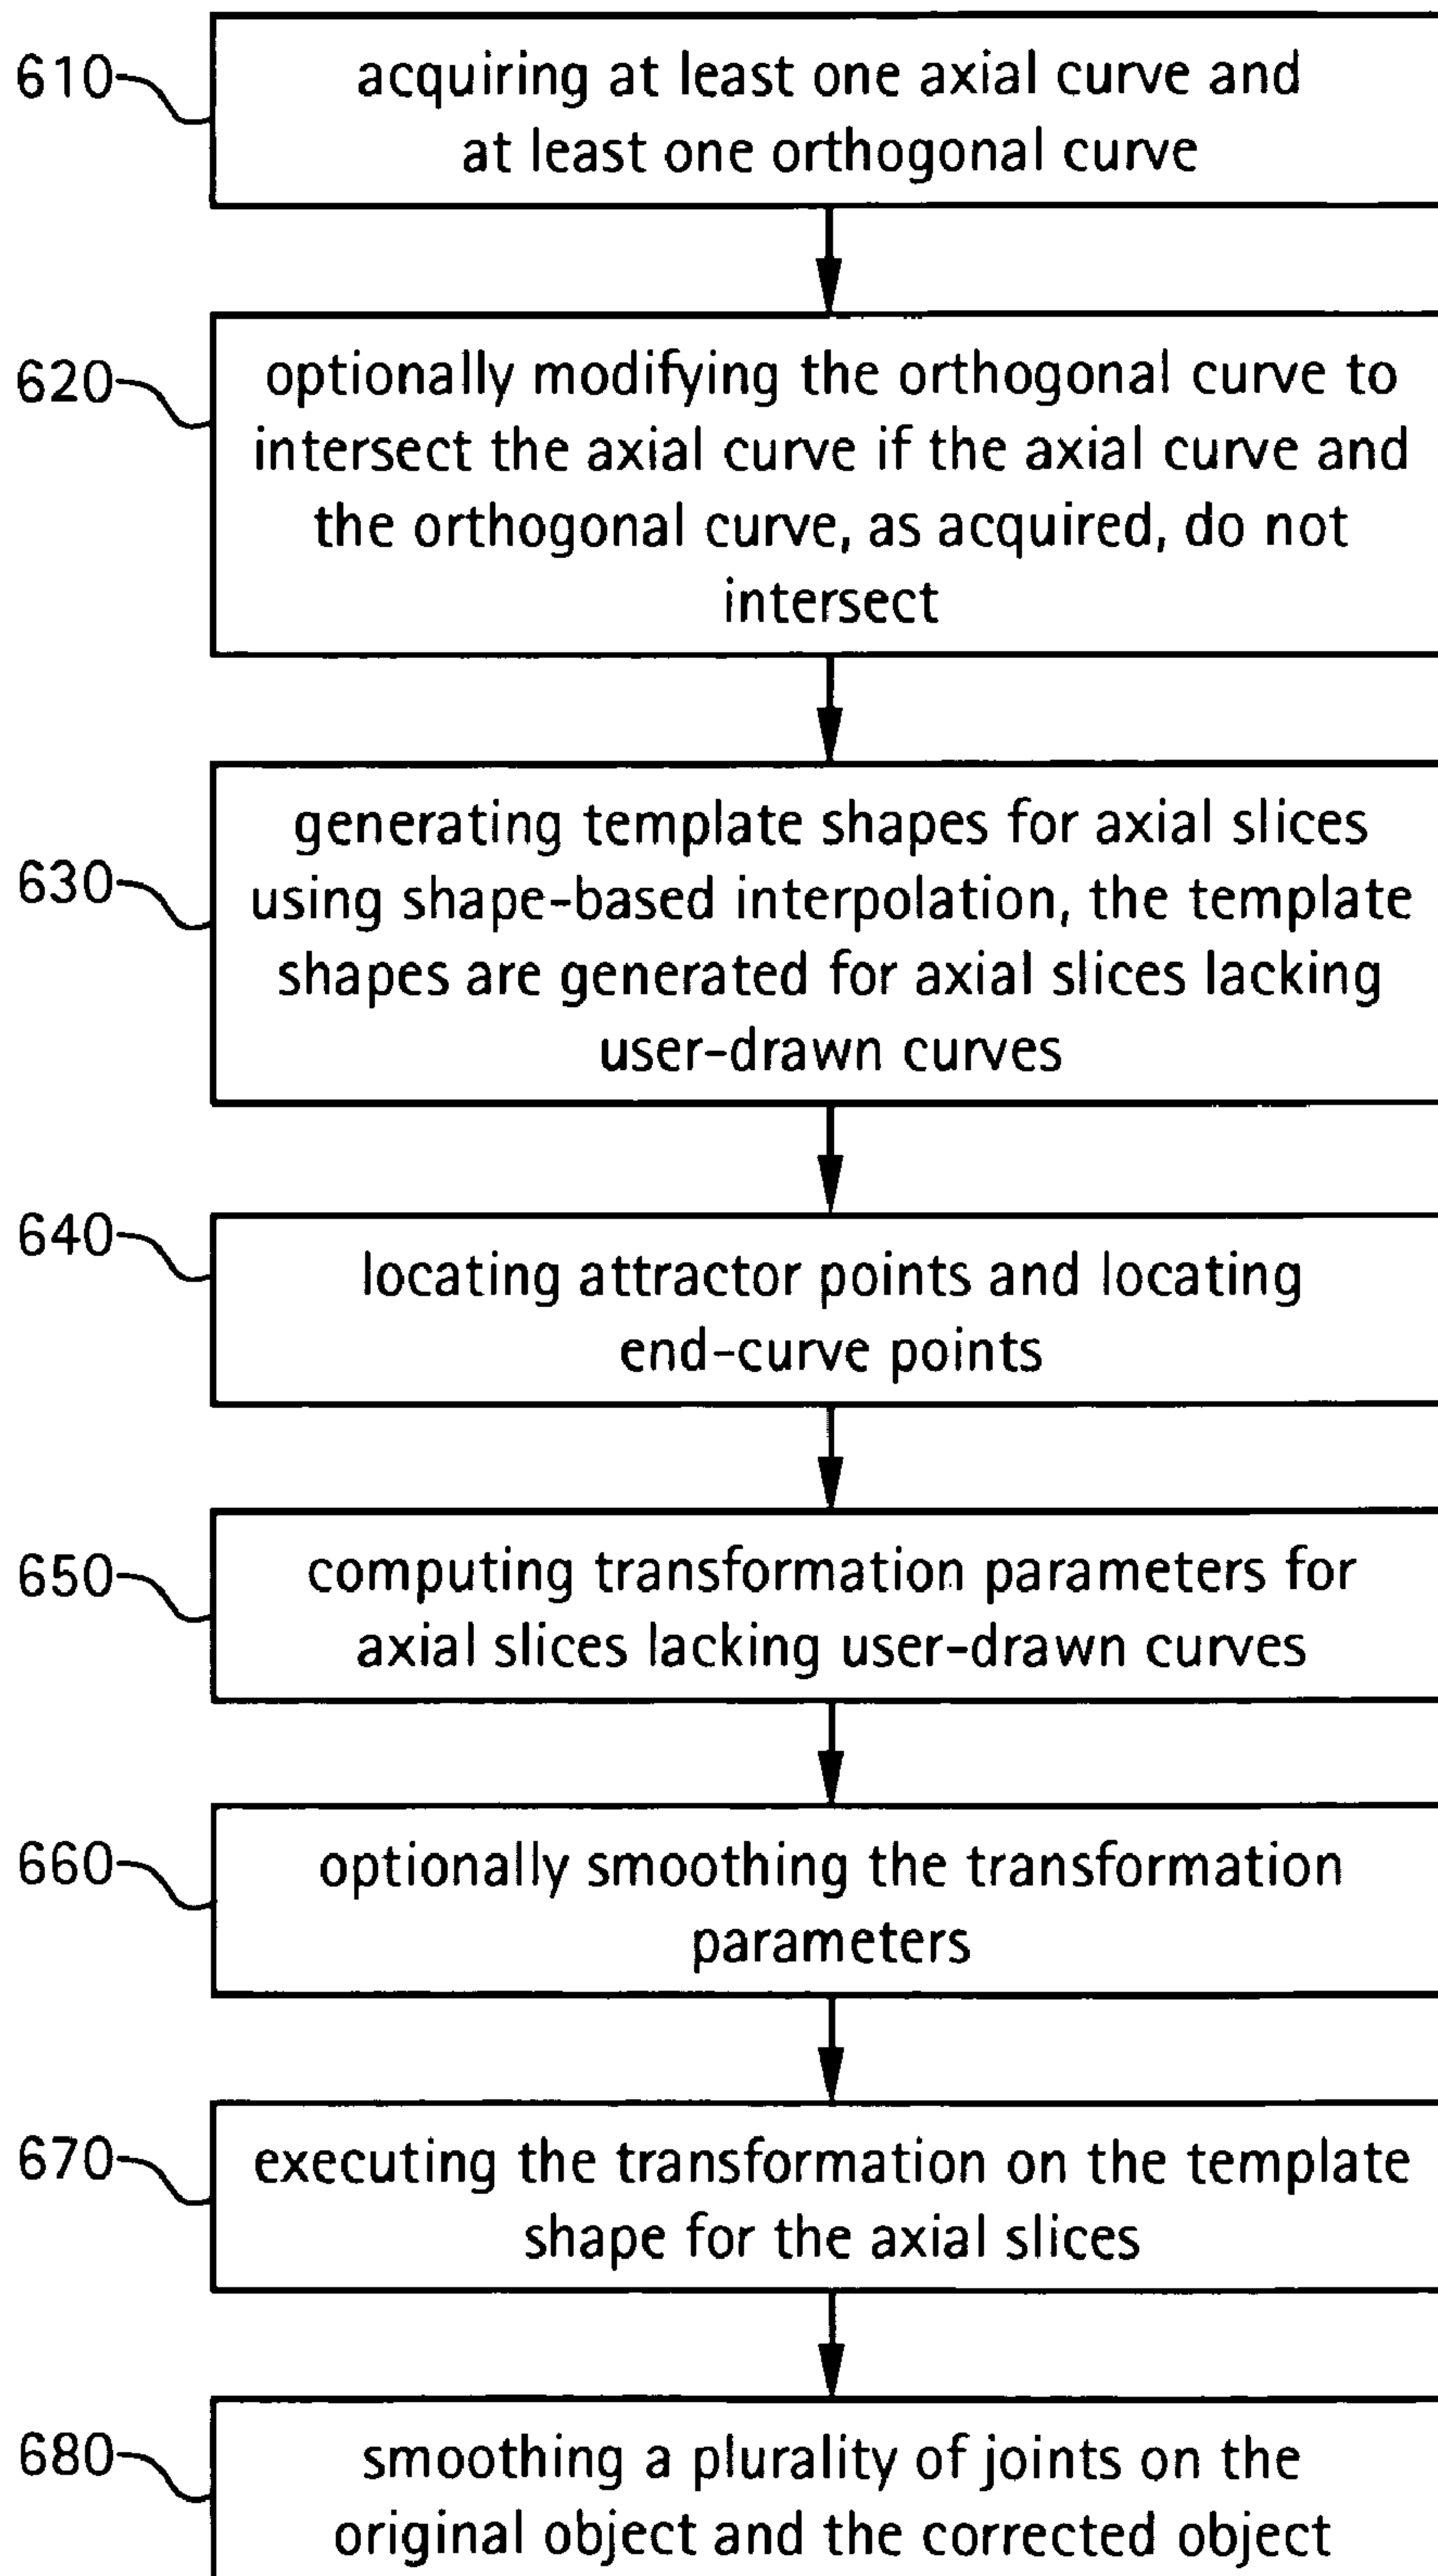 610
acquiring at least one axial curve and
at least one orthogonal curve
620
optionally modifying the orthogonal curve to
intersect the axial curve if the axial curve and
the orthogonal curve, as acquired, do not
intersect
630
generating template shapes for axial slices
using shape-based interpolation, the template
shapes are generated for axial slices lacking
user-drawn curves
640
locating attractor points and locating
end-curve points
650
computing transformation parameters for
axial slices lacking user-drawn curves
660
optionally smoothing the transformation
parameters
670
executing the transformation on the template
shape for the axial slices
680
smoothing a plurality of joints on the
original object and the corrected object